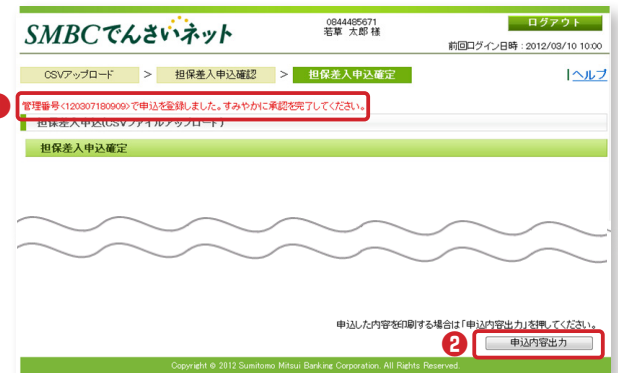 SMBCでんさいネット
0844485671
若草 太郎 様
ログアウト
前回ログイン日時：2012/03/10 10:00
CSVアップロード > 担保差入申込確認 > 担保差入申込確定
ヘルプ
管理番号<120307180909>で申込を登録しました。すみやかに承認を完了してください。
担保差入申込(CSVファイルアップロード)
担保差入申込確定
申込した内容を印刷する場合は「申込内容出力」を押してください。
2
申込内容出力
Copyright © 2012 Sumitomo Mitsui Banking Corporation. All Rights Reserved.